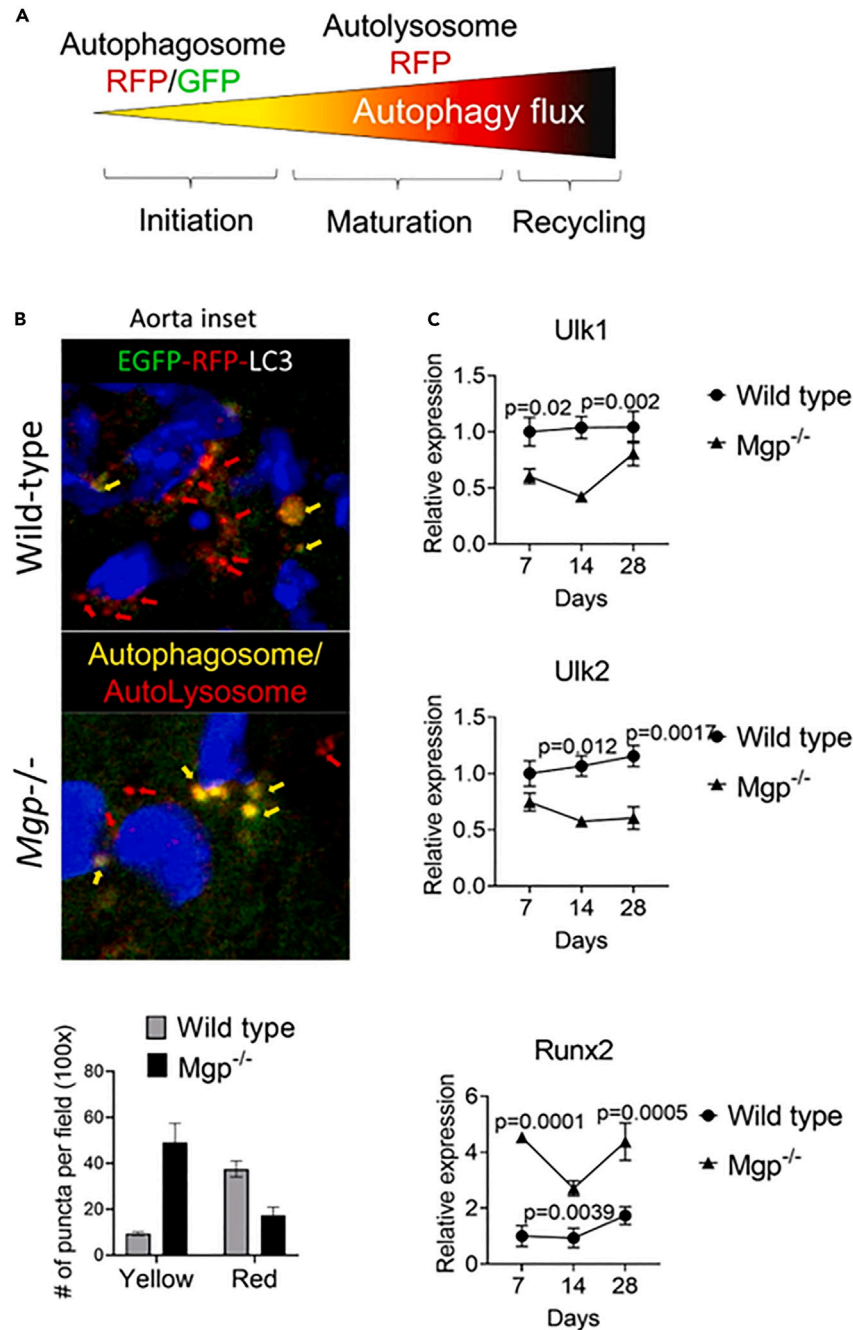 A
Autophagosome
RFP/GFP
Autolysosome
RFP
Autophagy flux
Initiation
Maturation
Recycling
B
Aorta inset
EGFP-RFP-LC3
Wild-type
Autophagosome/
AutoLysosome
Mgp-/-
Wild type
Mgp-/-
# of puncta per field (100x)
80
60
40
20
0
Yellow
Red
C
Ulk1
Relative expression
1.5
1.0
0.5
0.0
p=0.02
p=0.002
7
14
28
Days
Wild type
Mgp-/-
Ulk2
Relative expression
1.5
1.0
0.5
0.0
p=0.012
p=0.0017
7
14
28
Days
Wild type
Mgp-/-
Runx2
Relative expression
6
4
2
0
p=0.0001
p=0.0005
p=0.0039
7
14
28
Days
Wild type
Mgp-/-